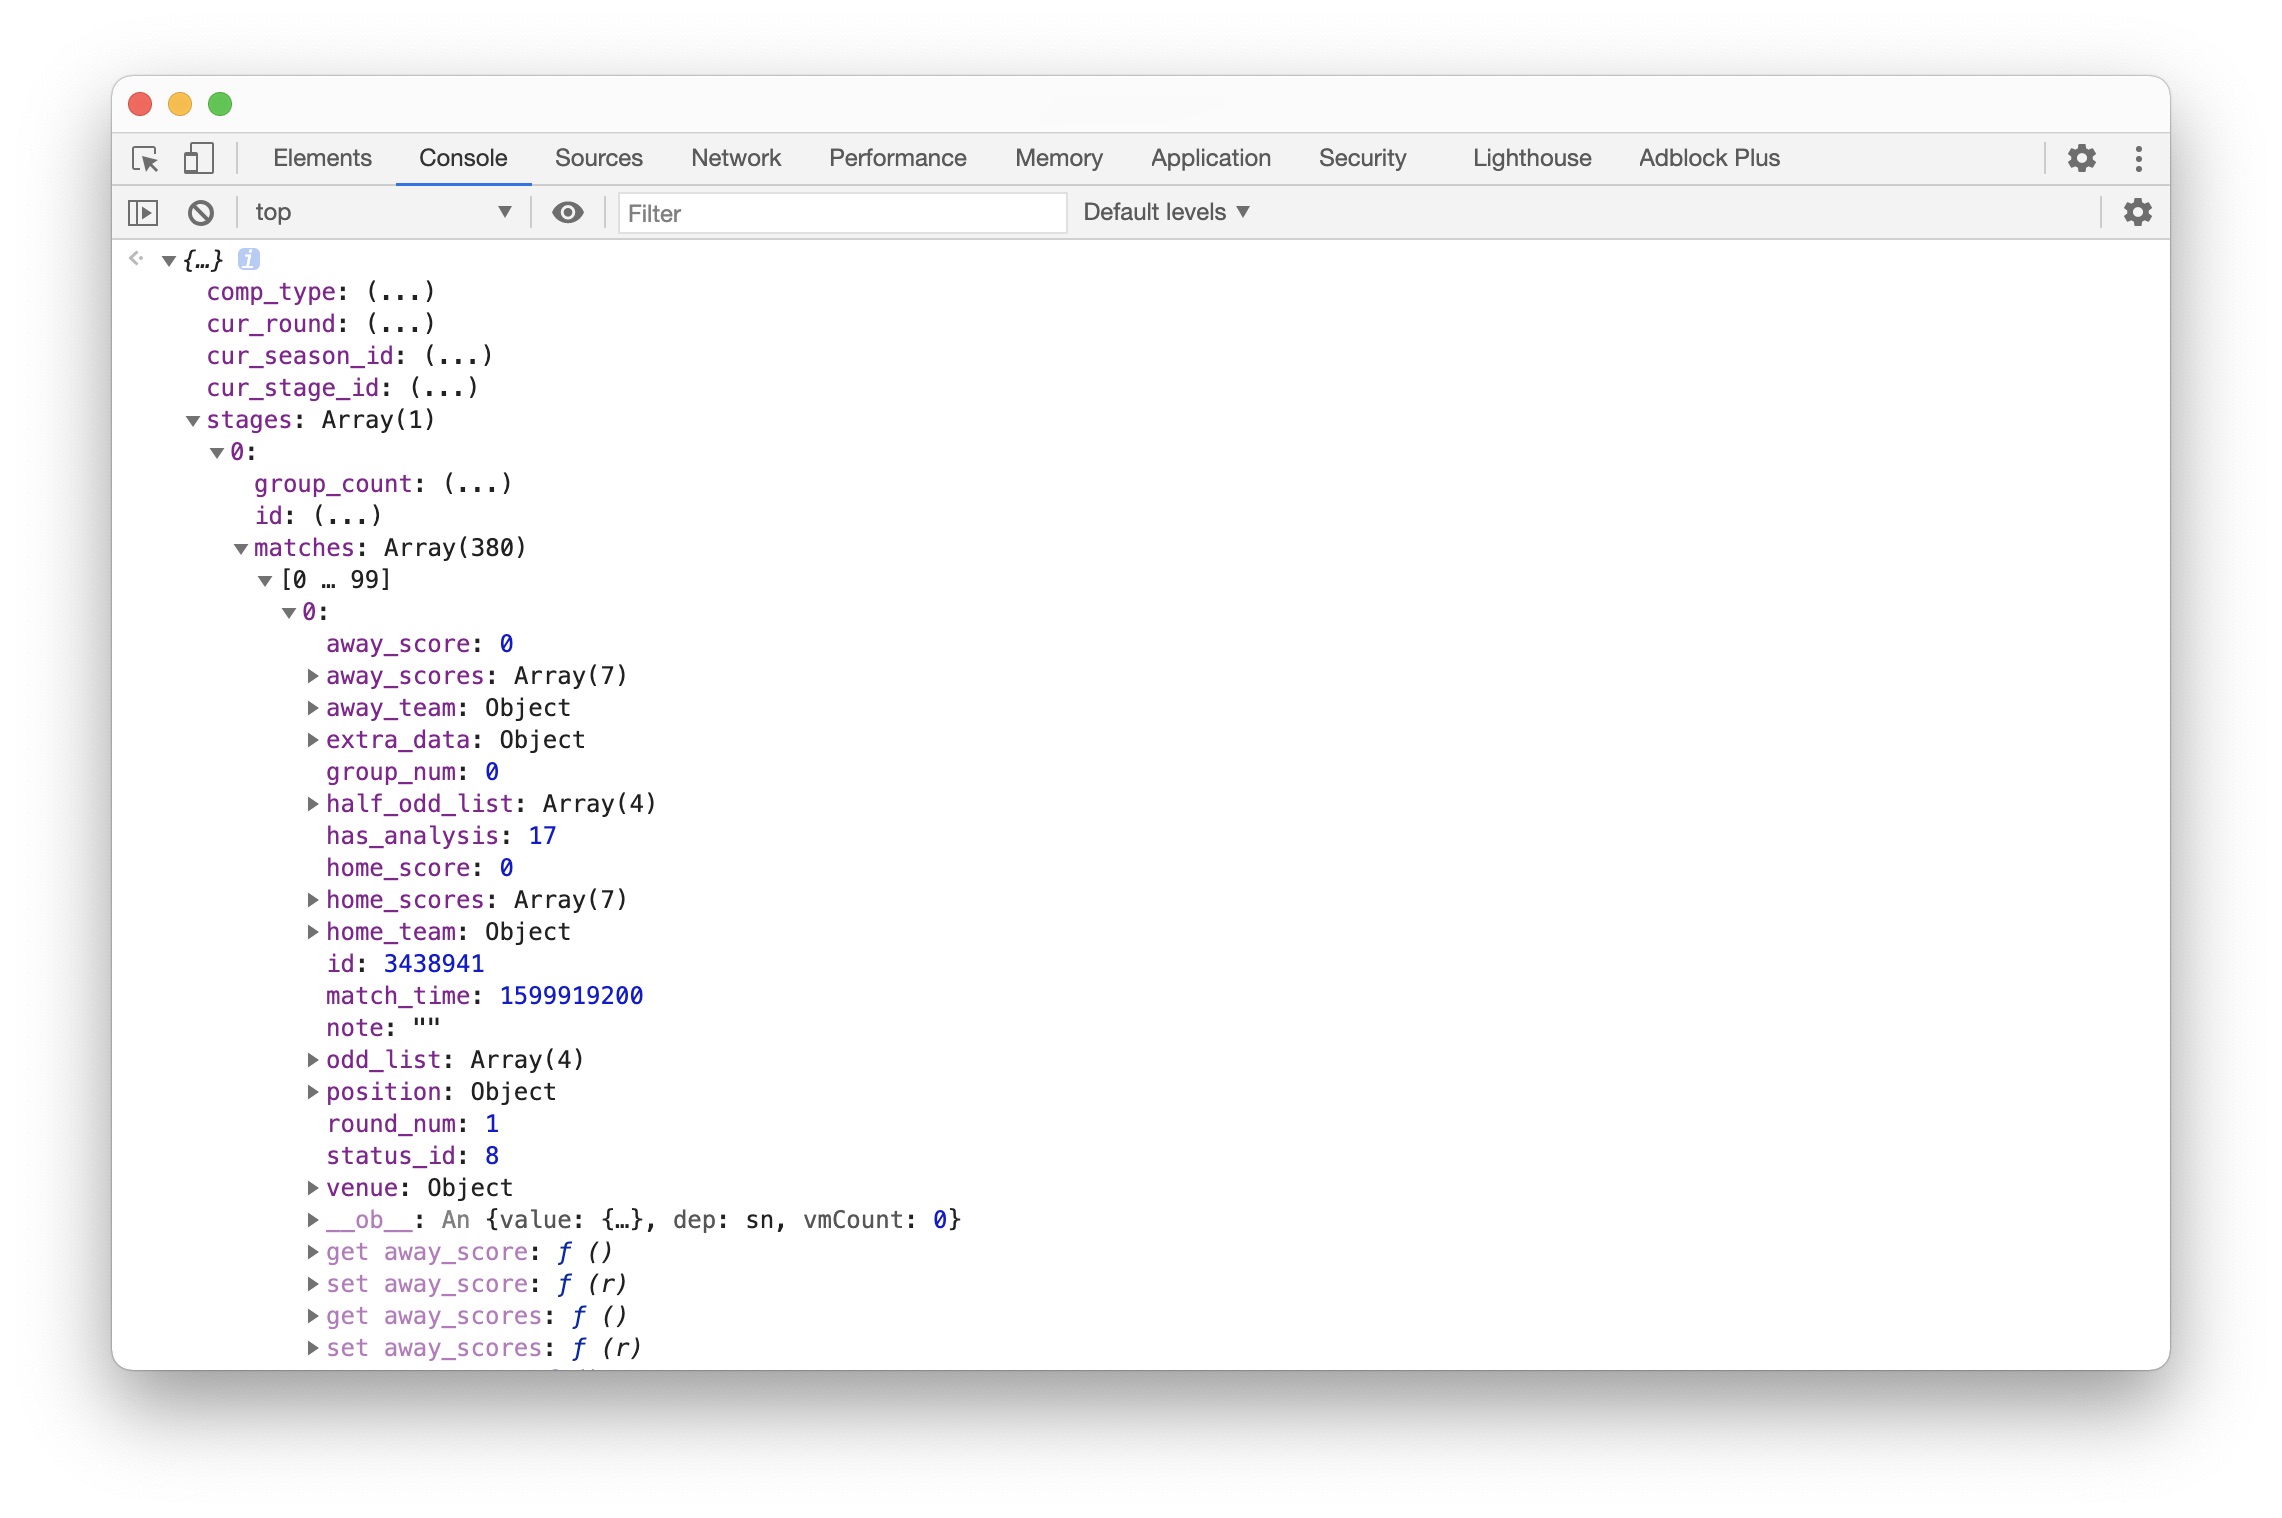 Elements Console Sources Network Performance Memory Application Security Lighthouse Adblock Plus
top Filter Default levels
{…} i
comp_type: (...)
cur_round: (...)
cur_season_id: (...)
cur_stage_id: (...)
stages: Array(1)
0:
group_count: (...)
id: (...)
matches: Array(380)
[0 … 99]
0:
away_score: 0
away_scores: Array(7)
away_team: Object
extra_data: Object
group_num: 0
half_odd_list: Array(4)
has_analysis: 17
home_score: 0
home_scores: Array(7)
home_team: Object
id: 3438941
match_time: 1599919200
note: ""
odd_list: Array(4)
position: Object
round_num: 1
status_id: 8
venue: Object
__ob__: An {value: {…}, dep: sn, vmCount: 0}
get away_score: ƒ ()
set away_score: ƒ (r)
get away_scores: ƒ ()
set away_scores: ƒ (r)